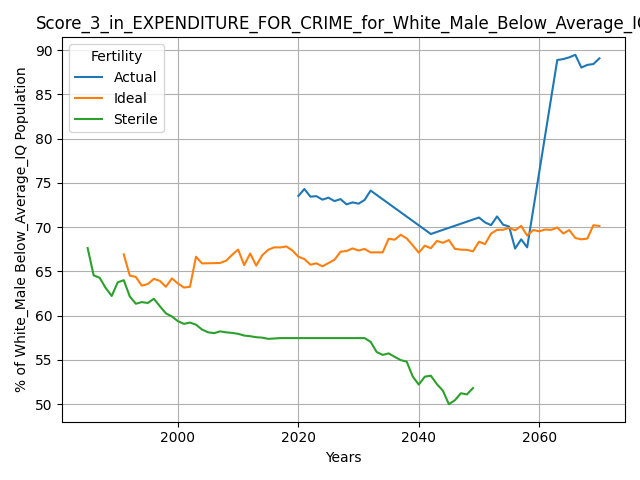 Score_3_in_EXPENDITURE_FOR_CRIME_for_White_Male_Below_Average_IQ
Fertility
Actual
Ideal
Sterile
% of White_Male Below_Average_IQ Population
90
85
80
75
70
65
60
55
50
2000
2020
2040
2060
Years